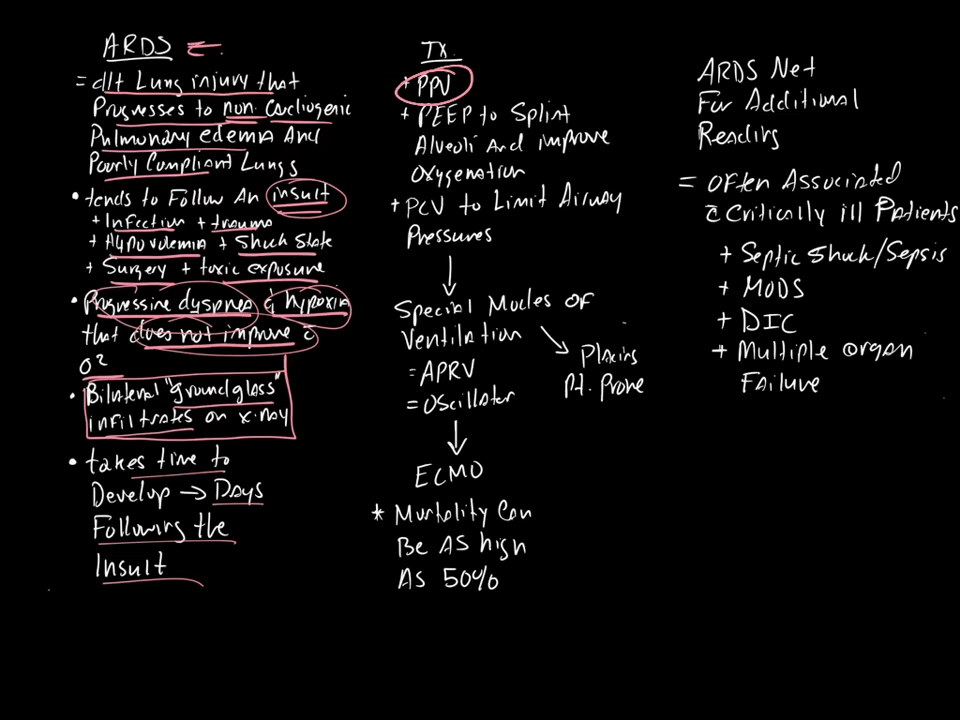 ARDS
= d/t Lung injury that
Progresses to non-Cardiogenic
Pulmonary edema And
Poorly Compliant Lungs
• tends to Follow An insult
+ Infection + trauma
+ Hypovolemia + Shock State
+ Surgery + toxic exposure
• Progressive dyspnea & hypoxia
that does not improve c̄
O²
• Bilateral "ground glass"
infiltrates on x-ray
• takes time to
Develop → Days
Following the
Insult
TX.
+ PPV
+ PEEP to Splint
Alveoli And improve
Oxygenation
+ PCV to Limit Airway
Pressures
Special Modes of
Ventilation
= APRV
= Oscillator
Placing
Pt. Prone
ECMO
* Mortality Can
Be As high
As 50%
ARDS Net
For Additional
Reading
= Often Associated
c̄ Critically ill Patients
+ Septic Shock/Sepsis
+ MODS
+ DIC
+ Multiple organ
Failure